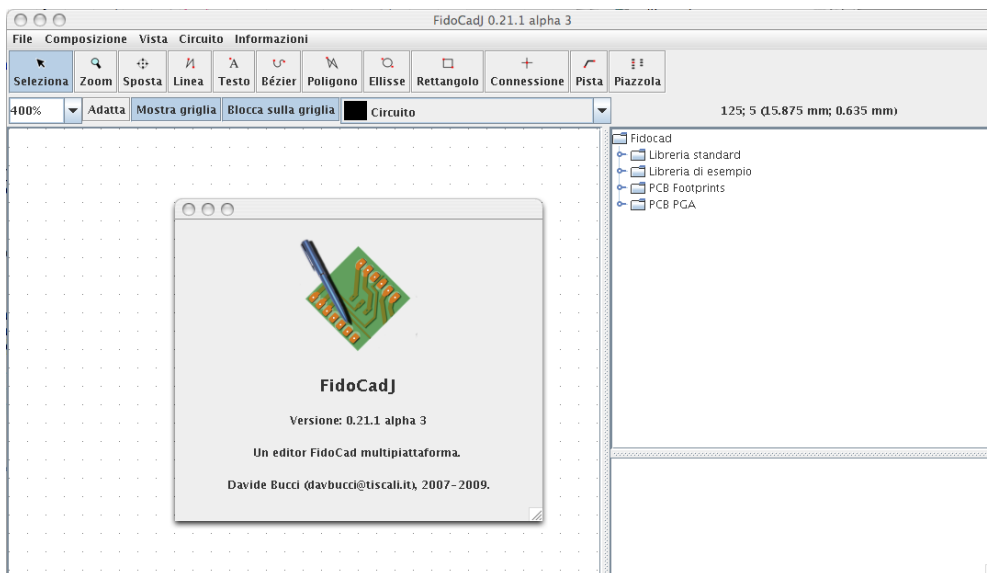 FidoCadJ 0.21.1 alpha 3
File Composizione Vista Circuito Informazioni
Seleziona Zoom Sposta Linea Testo Bézier Poligono Ellisse Rettangolo Connessione Pista Piazzola
400% Adatta Mostra griglia Blocca sulla griglia Circuito 125; 5 (15.875 mm; 0.635 mm)
Fidocad
Libreria standard
Libreria di esempio
PCB Footprints
PCB PGA
FidoCadJ
Versione: 0.21.1 alpha 3
Un editor FidoCad multipiattaforma.
Davide Bucci (davbucci@tiscali.it), 2007-2009.